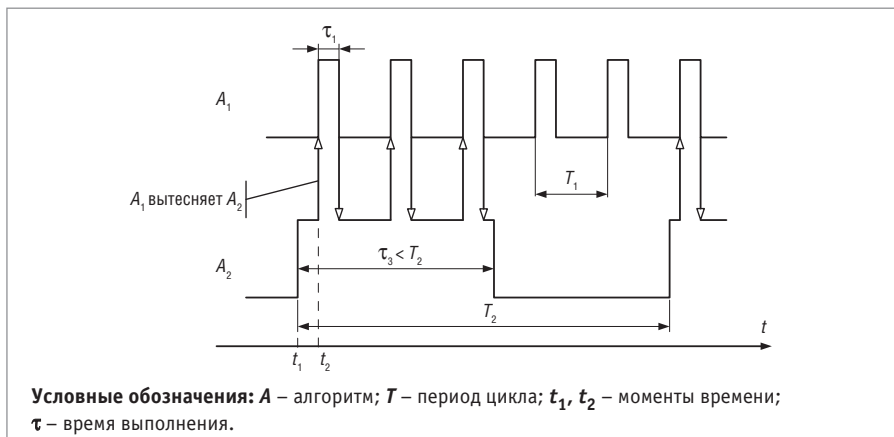 τ₁
A₁
T₁
A₁ вытесняет A₂
τ₃ < T₂
A₂
T₂
t
t₁ t₂
Условные обозначения: A – алгоритм; T – период цикла; t₁, t₂ – моменты времени;
τ – время выполнения.